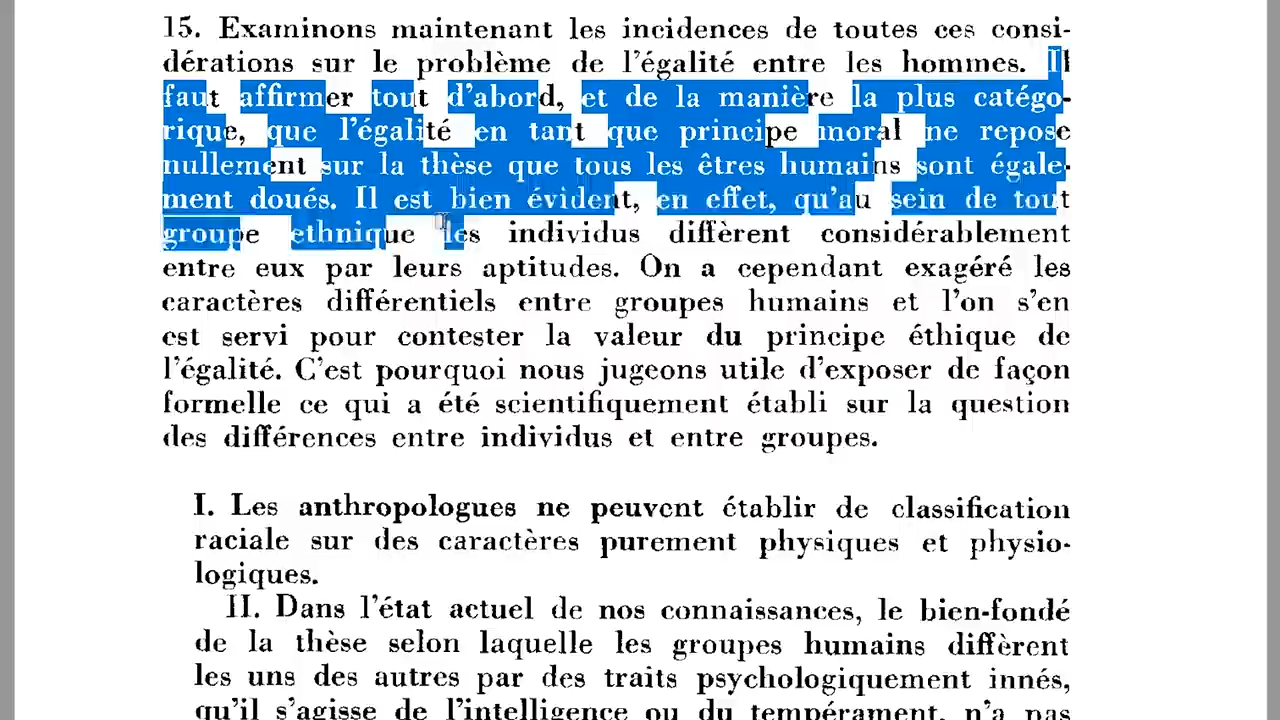 15. Examinons maintenant les incidences de toutes ces consi-
dérations sur le problème de l'égalité entre les hommes. Il
faut affirmer tout d'abord, et de la manière la plus catégo-
rique, que l'égalité en tant que principe moral ne repose
nullement sur la thèse que tous les êtres humains sont égale-
ment doués. Il est bien évident, en effet, qu'au sein de tout
groupe ethnique les individus diffèrent considérablement
entre eux par leurs aptitudes. On a cependant exagéré les
caractères différentiels entre groupes humains et l'on s'en
est servi pour contester la valeur du principe éthique de
l'égalité. C'est pourquoi nous jugeons utile d'exposer de façon
formelle ce qui a été scientifiquement établi sur la question
des différences entre individus et entre groupes.
I. Les anthropologues ne peuvent établir de classification
raciale sur des caractères purement physiques et physio-
logiques.
II. Dans l'état actuel de nos connaissances, le bien-fondé
de la thèse selon laquelle les groupes humains diffèrent
les uns des autres par des traits psychologiquement innés,
qu'il s'agisse de l'intelligence ou du tempérament, n'a pas